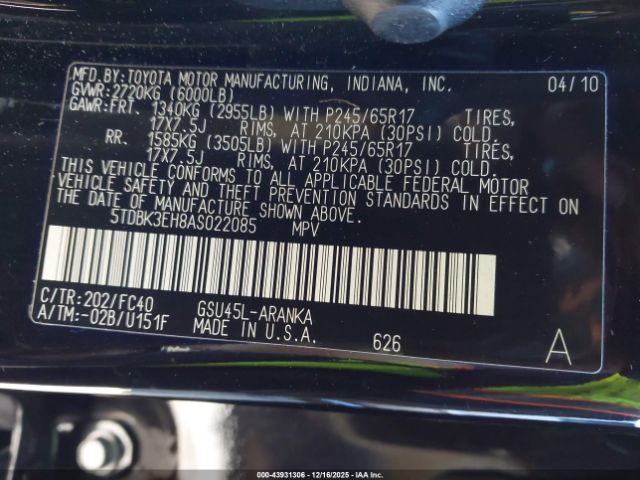 MFD.BY:TOYOTA MOTOR MANUFACTURING, INDIANA, INC. 04/10
GVWR:2720KG (6000LB)
GAWR:FRT. 1340KG (2955LB) WITH P245/65R17 TIRES,
17X7.5J RIMS, AT 210KPA (30PSI) COLD.
RR. 1585KG (3505LB) WITH P245/65R17 TIRES,
17X7.5J RIMS, AT 210KPA (30PSI) COLD.
THIS VEHICLE CONFORMS TO ALL APPLICABLE FEDERAL MOTOR
VEHICLE SAFETY AND THEFT PREVENTION STANDARDS IN EFFECT ON
THE DATE OF MANUFACTURE SHOWN ABOVE.
5TDBK3EH8AS022085 MPV
C/TR:202/FC40 GSU45L-ARANKA
A/TM:-02B/U151F MADE IN U.S.A.
626 A
00-43931306 - 12/16/2025 - IAA Inc.